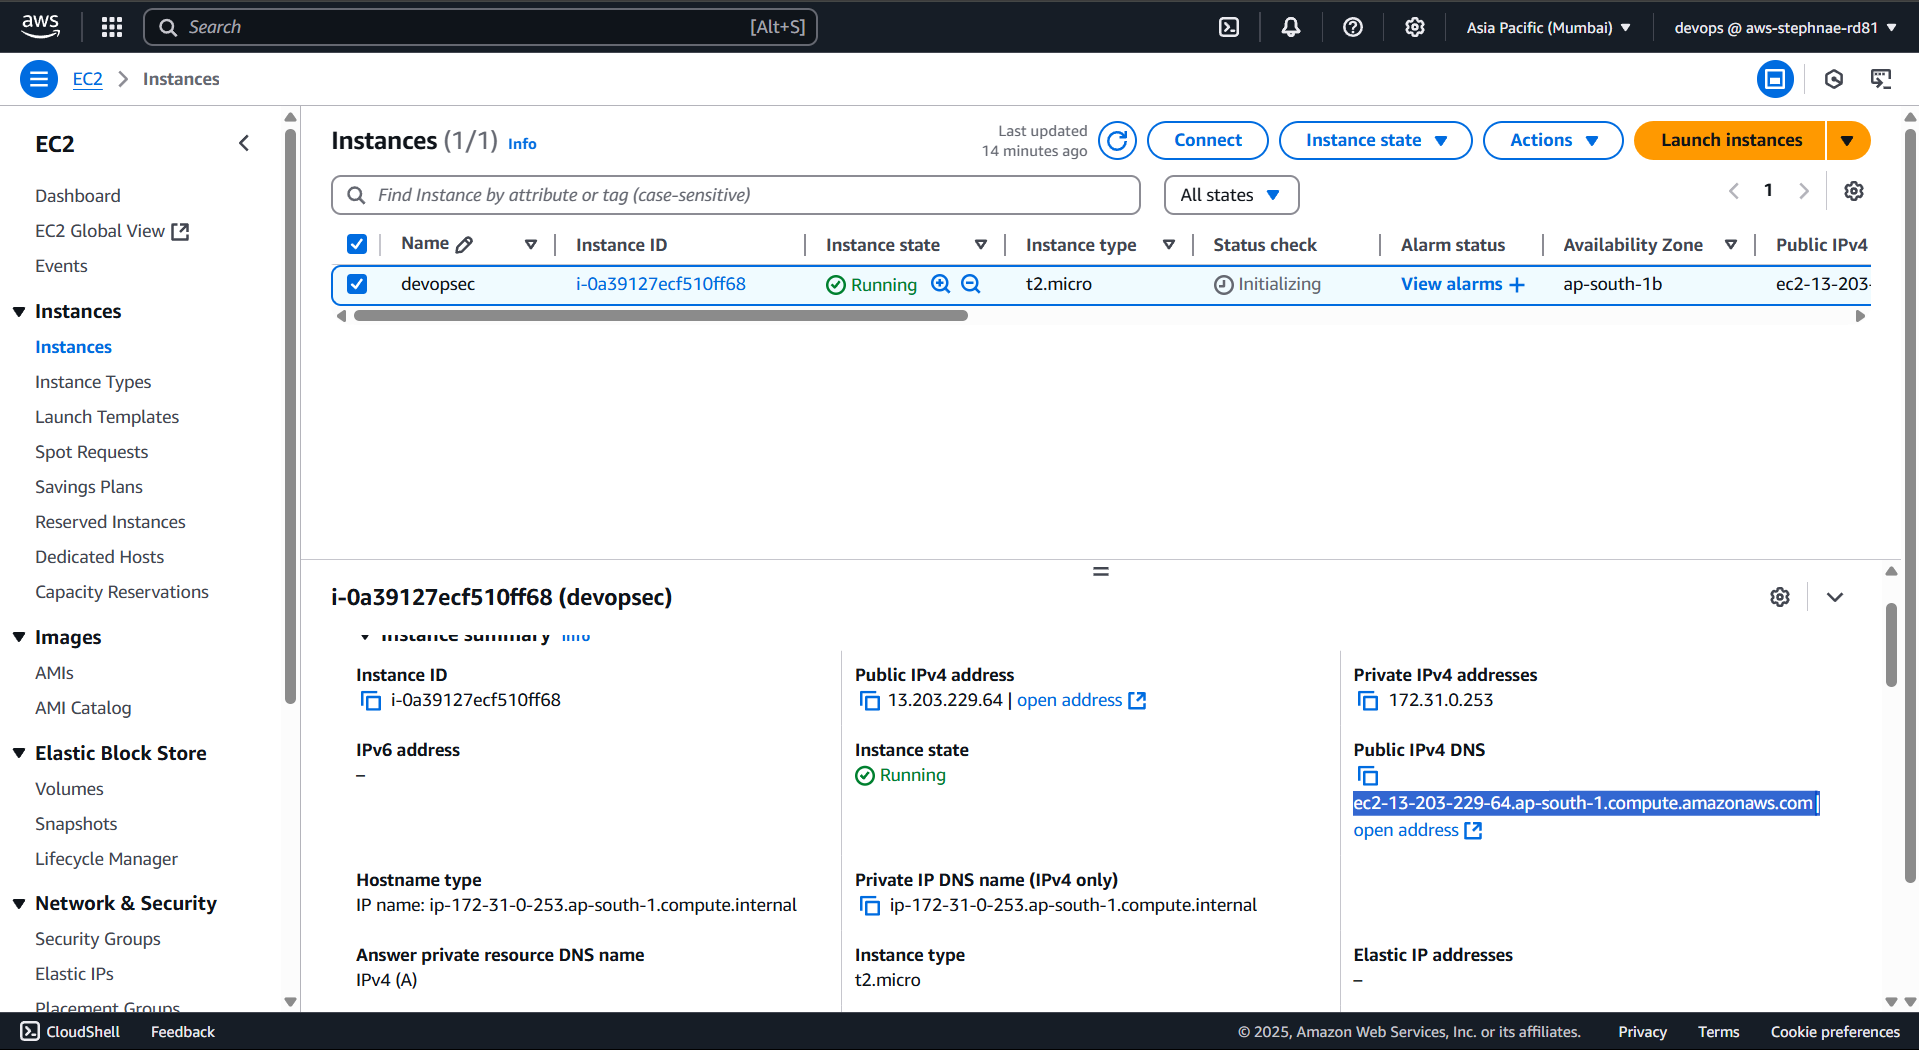 aws
Search [Alt+S]
Asia Pacific (Mumbai)
devops @ aws-stephnae-rd81
EC2 Instances
EC2
Dashboard
EC2 Global View
Events
Instances
Instances
Instance Types
Launch Templates
Spot Requests
Savings Plans
Reserved Instances
Dedicated Hosts
Capacity Reservations
Images
AMIs
AMI Catalog
Elastic Block Store
Volumes
Snapshots
Lifecycle Manager
Network & Security
Security Groups
Elastic IPs
Placement Groups
Instances (1/1) Info
Last updated
14 minutes ago
Connect
Instance state
Actions
Launch instances
Find Instance by attribute or tag (case-sensitive)
All states
1
Name Instance ID Instance state Instance type Status check Alarm status Availability Zone Public IPv4
devopsec i-0a39127ecf510ff68 Running t2.micro Initializing View alarms + ap-south-1b ec2-13-203-
i-0a39127ecf510ff68 (devopsec)
Instance summary Info
Instance ID
i-0a39127ecf510ff68
Public IPv4 address
13.203.229.64 | open address
Private IPv4 addresses
172.31.0.253
IPv6 address
–
Instance state
Running
Public IPv4 DNS
ec2-13-203-229-64.ap-south-1.compute.amazonaws.com |
open address
Hostname type
IP name: ip-172-31-0-253.ap-south-1.compute.internal
Private IP DNS name (IPv4 only)
ip-172-31-0-253.ap-south-1.compute.internal
Answer private resource DNS name
IPv4 (A)
Instance type
t2.micro
Elastic IP addresses
–
CloudShell Feedback
© 2025, Amazon Web Services, Inc. or its affiliates. Privacy Terms Cookie preferences